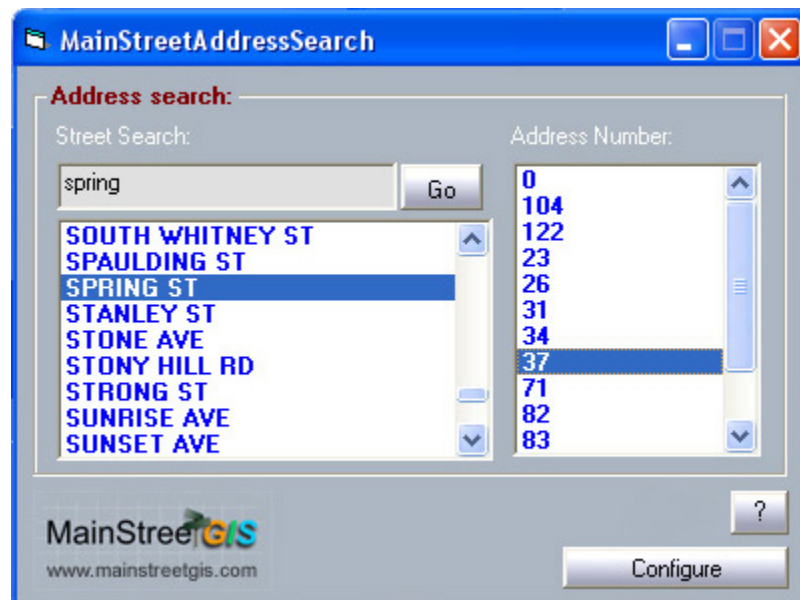 MainStreetAddressSearch
Address search:
Street Search:
spring
Go
SOUTH WHITNEY ST
SPAULDING ST
SPRING ST
STANLEY ST
STONE AVE
STONY HILL RD
STRONG ST
SUNRISE AVE
SUNSET AVE
Address Number:
0
104
122
23
26
31
34
37
71
82
83
MainStreetGIS
www.mainstreetgis.com
?
Configure